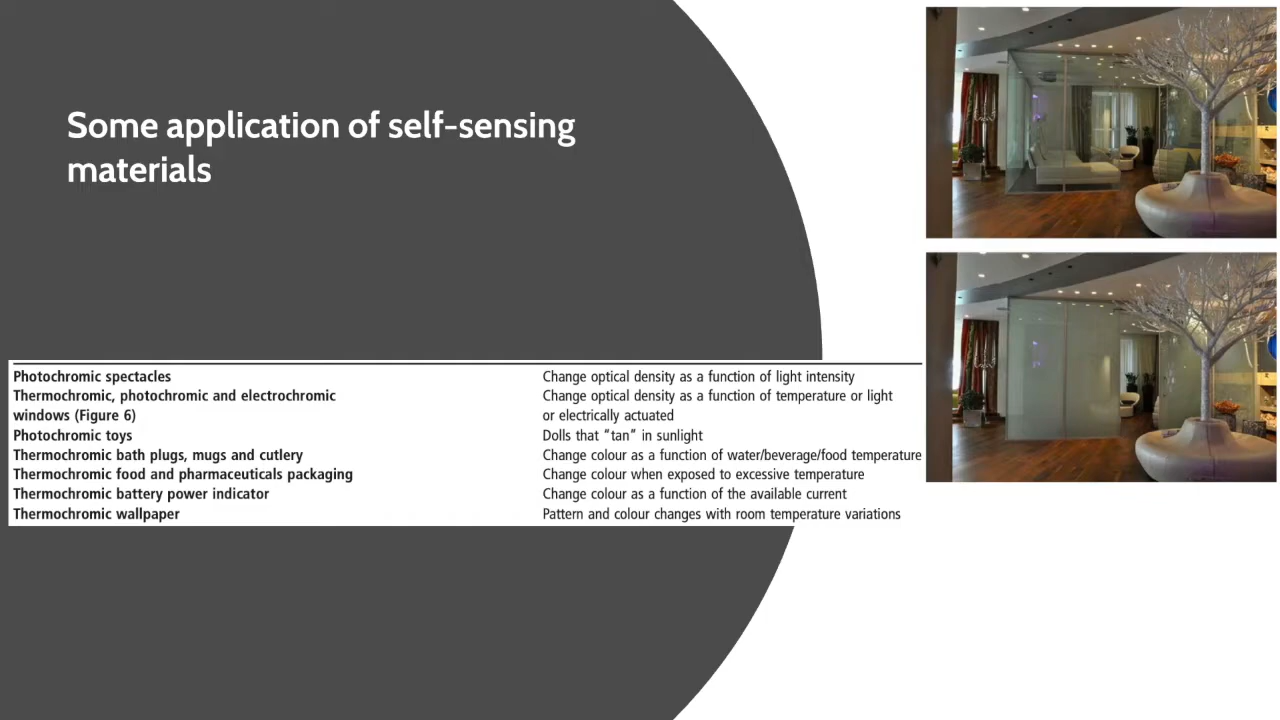 Some application of self-sensing
materials
Photochromic spectacles Change optical density as a function of light intensity
Thermochromic, photochromic and electrochromic Change optical density as a function of temperature or light
windows (Figure 6) or electrically actuated
Photochromic toys Dolls that “tan” in sunlight
Thermochromic bath plugs, mugs and cutlery Change colour as a function of water/beverage/food temperature
Thermochromic food and pharmaceuticals packaging Change colour when exposed to excessive temperature
Thermochromic battery power indicator Change colour as a function of the available current
Thermochromic wallpaper Pattern and colour changes with room temperature variations